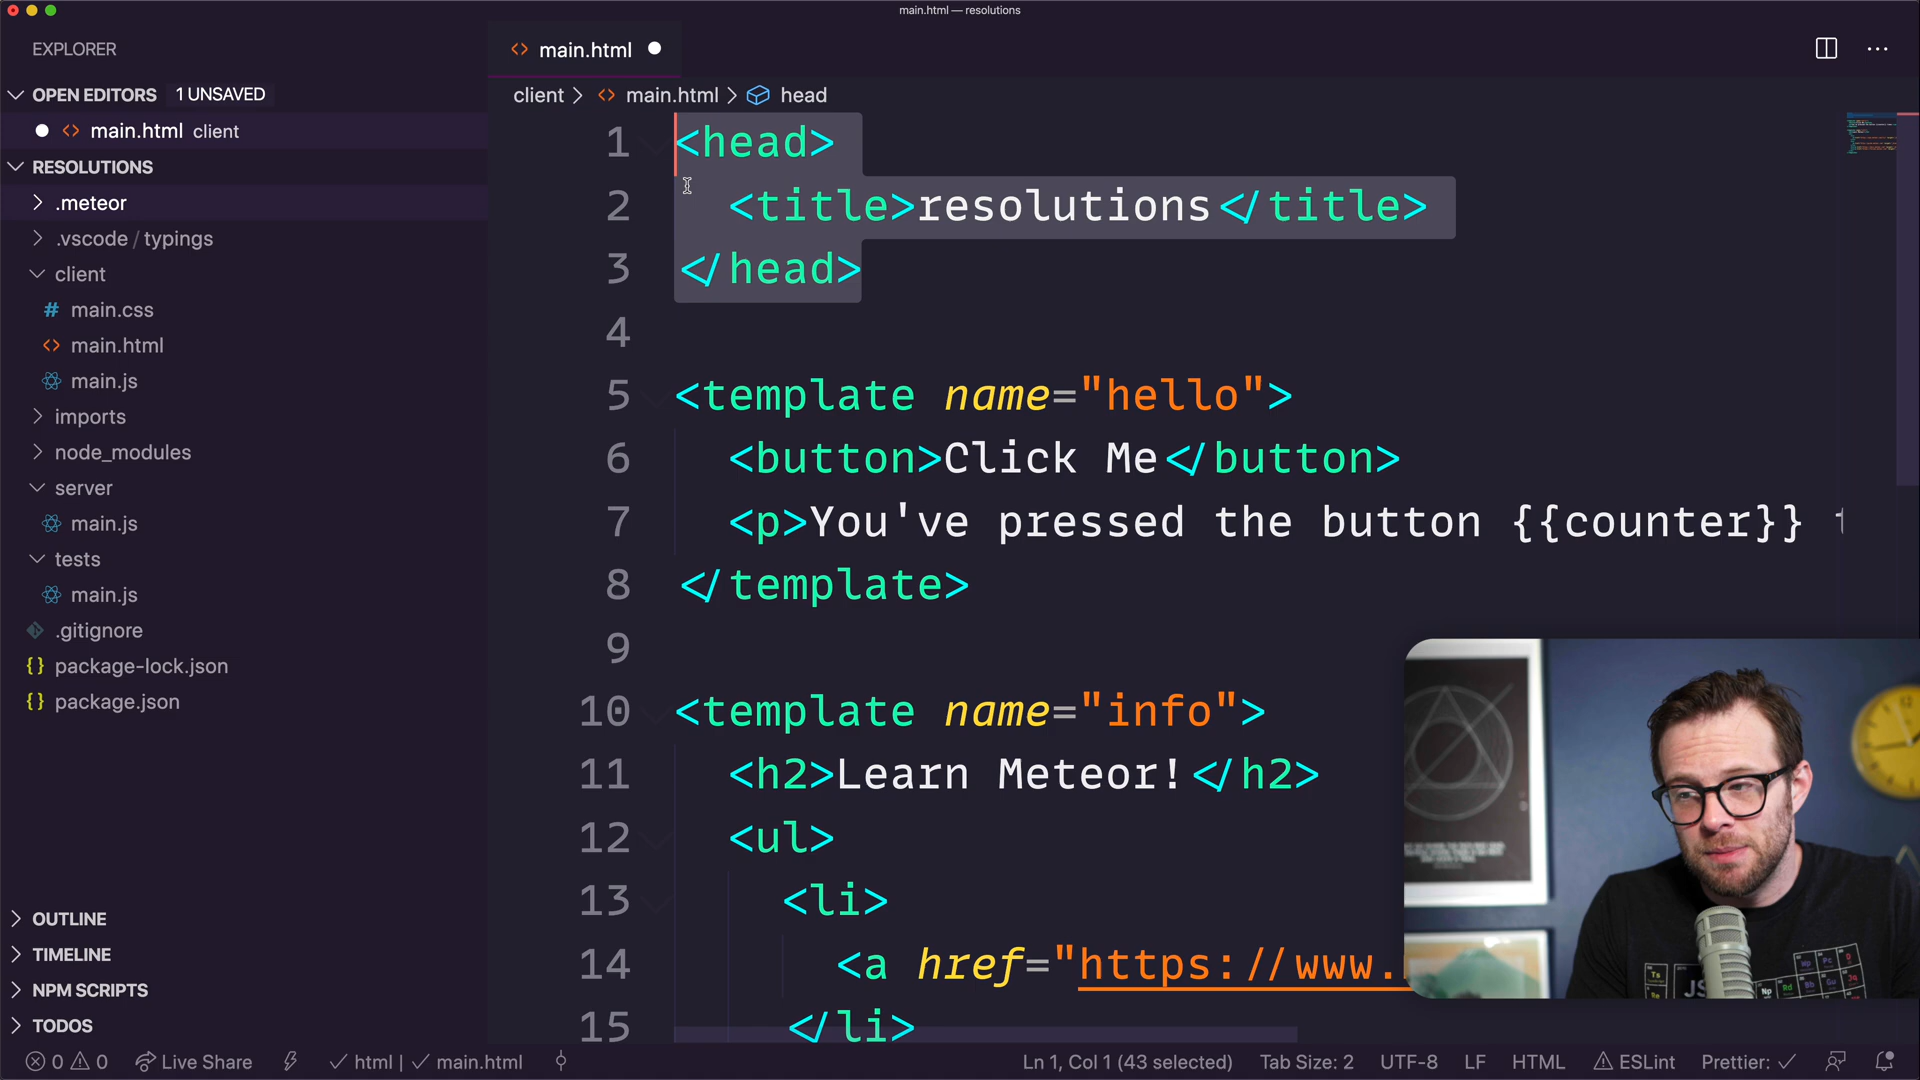 main.html — resolutions
EXPLORER
OPEN EDITORS 1 UNSAVED
main.html client
RESOLUTIONS
.meteor
.vscode / typings
client
main.css
main.html
main.js
imports
node_modules
server
main.js
tests
main.js
.gitignore
package-lock.json
package.json
OUTLINE
TIMELINE
NPM SCRIPTS
TODOS
main.html
client > main.html > head
1 <head>
2 <title>resolutions</title>
3 </head>
4
5 <template name="hello">
6 <button>Click Me</button>
7 <p>You've pressed the button {{counter}}
8 </template>
9
10 <template name="info">
11 <h2>Learn Meteor!</h2>
12 <ul>
13 <li>
14 <a href="https://www.
15 </li>
0 0 Live Share html | main.html Ln 1, Col 1 (43 selected) Tab Size: 2 UTF-8 LF HTML ESLint Prettier: